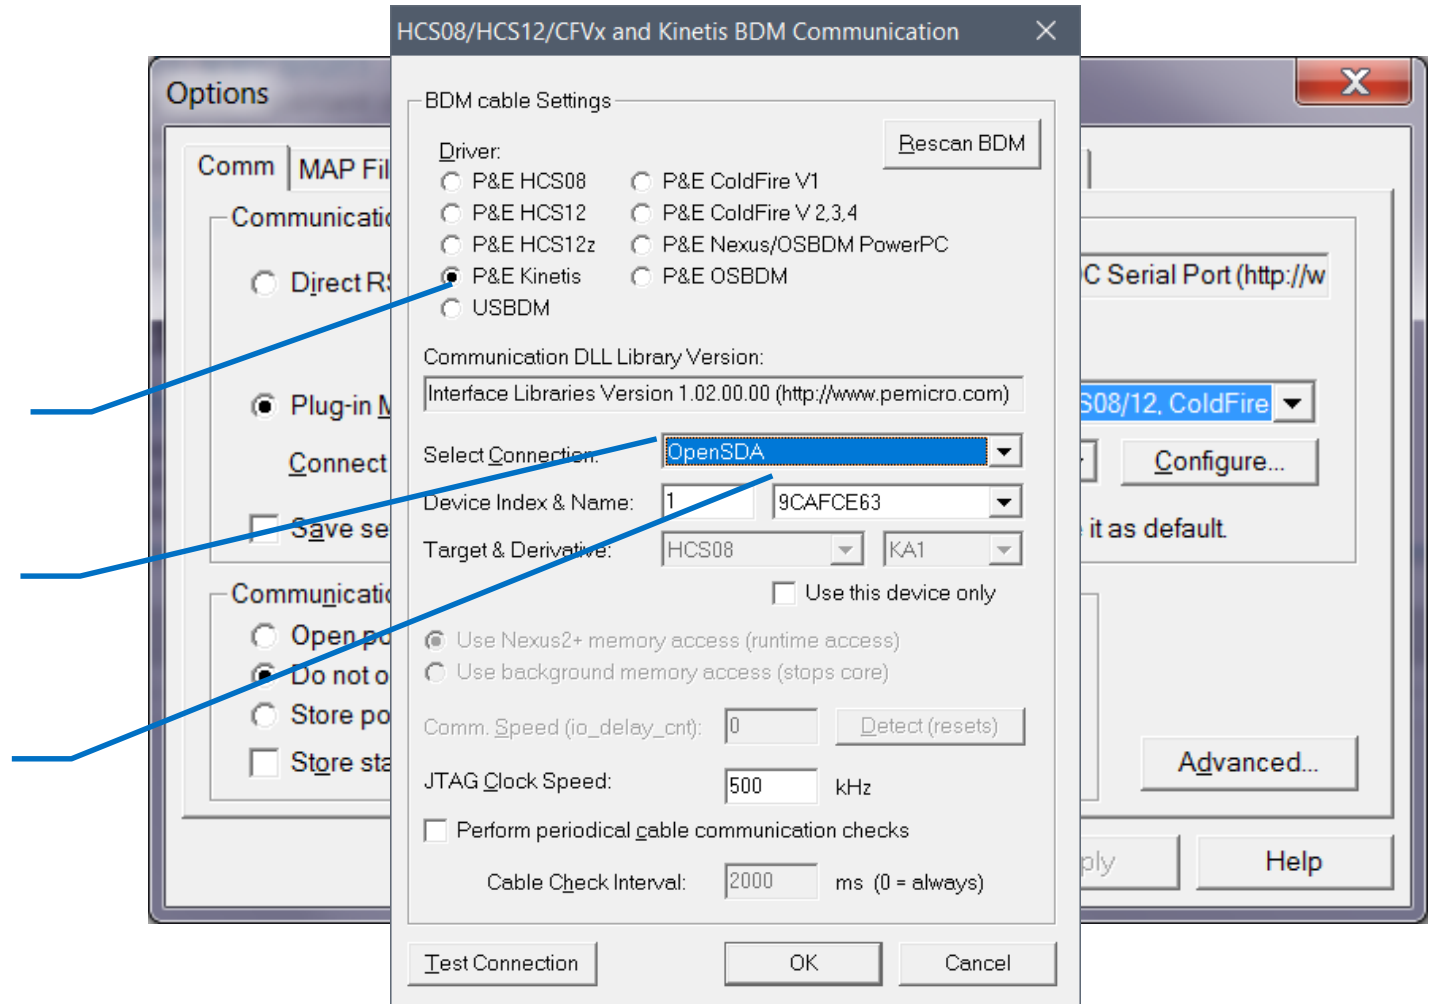 HCS08/HCS12/CFVx and Kinetis BDM Communication
Options
BDM cable Settings
Rescan BDM
Driver:
Comm
MAP Fil
P&E HCS08
P&E ColdFire V1
P&E HCS12
P&E ColdFire V 2,3,4
Communicatio
P&E HCS12z
P&E Nexus/OSBDM PowerPC
P&E Kinetis
P&E OSBDM
Direct RS
C Serial Port (http://w
USBDM
Communication DLL Library Version:
Interface Libraries Version 1.02.00.00 (http://www.pemicro.com)
Plug-in M
S08/12, ColdFire
Select Connection:
OpenSDA
Connect
Configure...
Device Index & Name:
1
9CAFCE63
Save se
it as default.
Target & Derivative:
HCS08
KA1
Use this device only
Communicatio
Open po
Use Nexus2+ memory access (runtime access)
Do not o
Use background memory access (stops core)
Store po
Comm. Speed (io_delay_cnt):
0
Detect (resets)
Store sta
Advanced...
JTAG Clock Speed:
500
kHz
Perform periodical cable communication checks
ply
Help
Cable Check Interval:
2000
ms (0 = always)
Test Connection
OK
Cancel